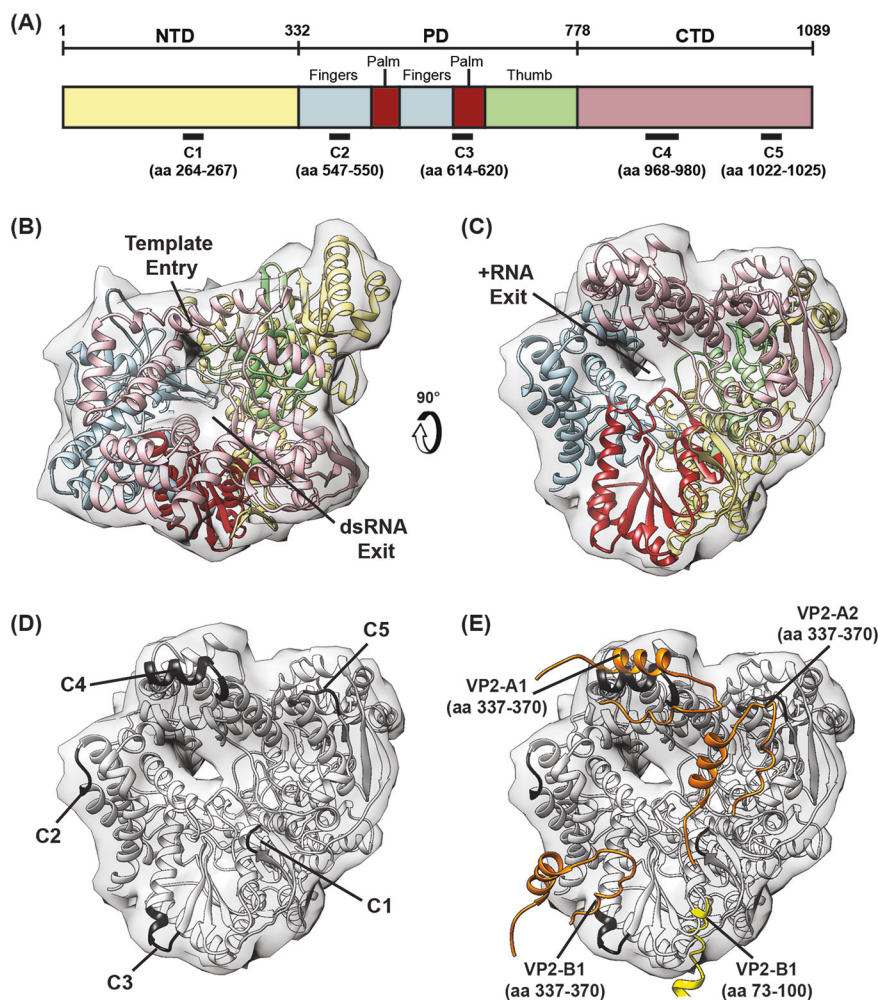 (A)
1 NTD 332 PD 778 CTD 1089
Palm Palm
Fingers Fingers Thumb
C1 C2 C3 C4 C5
(aa 264-267) (aa 547-550) (aa 614-620) (aa 968-980) (aa 1022-1025)
(B)
Template
Entry
dsRNA
Exit
90°
(C)
+RNA
Exit
(D)
C4
C5
C2
C1
C3
(E)
VP2-A2
(aa 337-370)
VP2-A1
(aa 337-370)
VP2-B1
(aa 337-370)
VP2-B1
(aa 73-100)